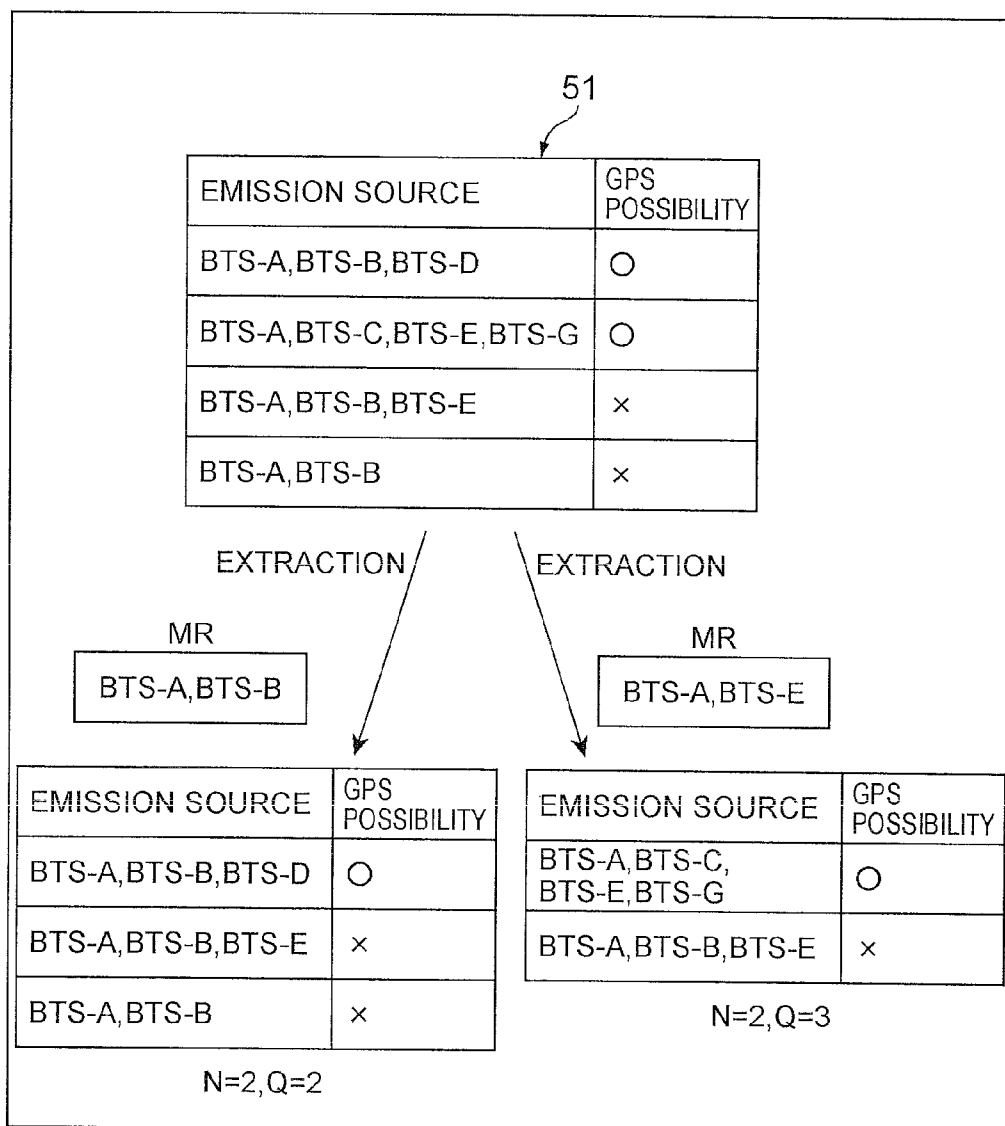 51
EMISSION SOURCE GPS POSSIBILITY
BTS-A,BTS-B,BTS-D ○
BTS-A,BTS-C,BTS-E,BTS-G ○
BTS-A,BTS-B,BTS-E ×
BTS-A,BTS-B ×
EXTRACTION EXTRACTION
MR
BTS-A,BTS-B
MR
BTS-A,BTS-E
EMISSION SOURCE GPS POSSIBILITY
BTS-A,BTS-B,BTS-D ○
BTS-A,BTS-B,BTS-E ×
BTS-A,BTS-B ×
N=2,Q=2
EMISSION SOURCE GPS POSSIBILITY
BTS-A,BTS-C,
BTS-E,BTS-G ○
BTS-A,BTS-B,BTS-E ×
N=2,Q=3